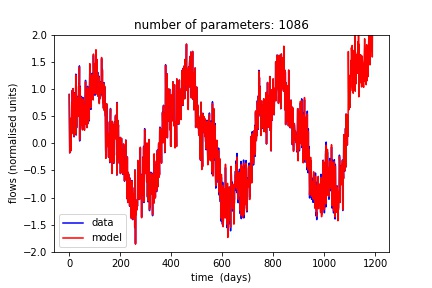 number of parameters: 1086
2.0
1.5
1.0
0.5
0.0
−0.5
−1.0
−1.5
−2.0
flows (normalised units)
data
model
0 200 400 600 800 1000 1200
time (days)